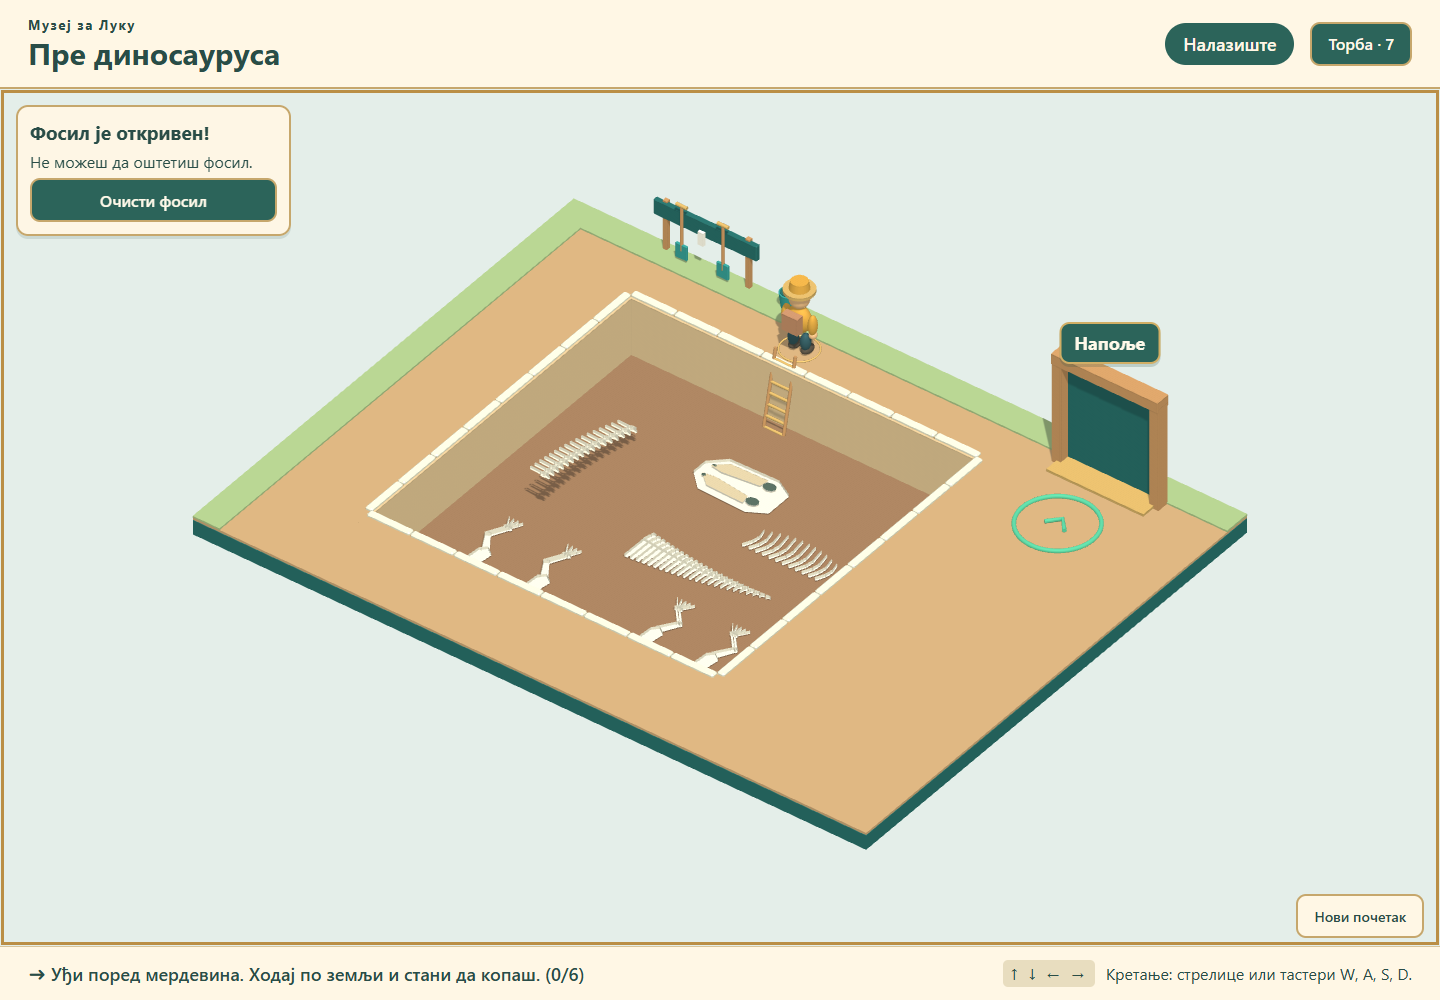 Музеј за Луку
Пре диносауруса
Налазиште
Торба · 7
Фосил је откривен!
Не можеш да оштетиш фосил.
Очисти фосил
Напоље
Нови почетак
→ Уђи поред мердевина. Ходај по земљи и стани да копаш. (0/6)
↑ ↓ ← → Кретање: стрелице или тастери W, A, S, D.